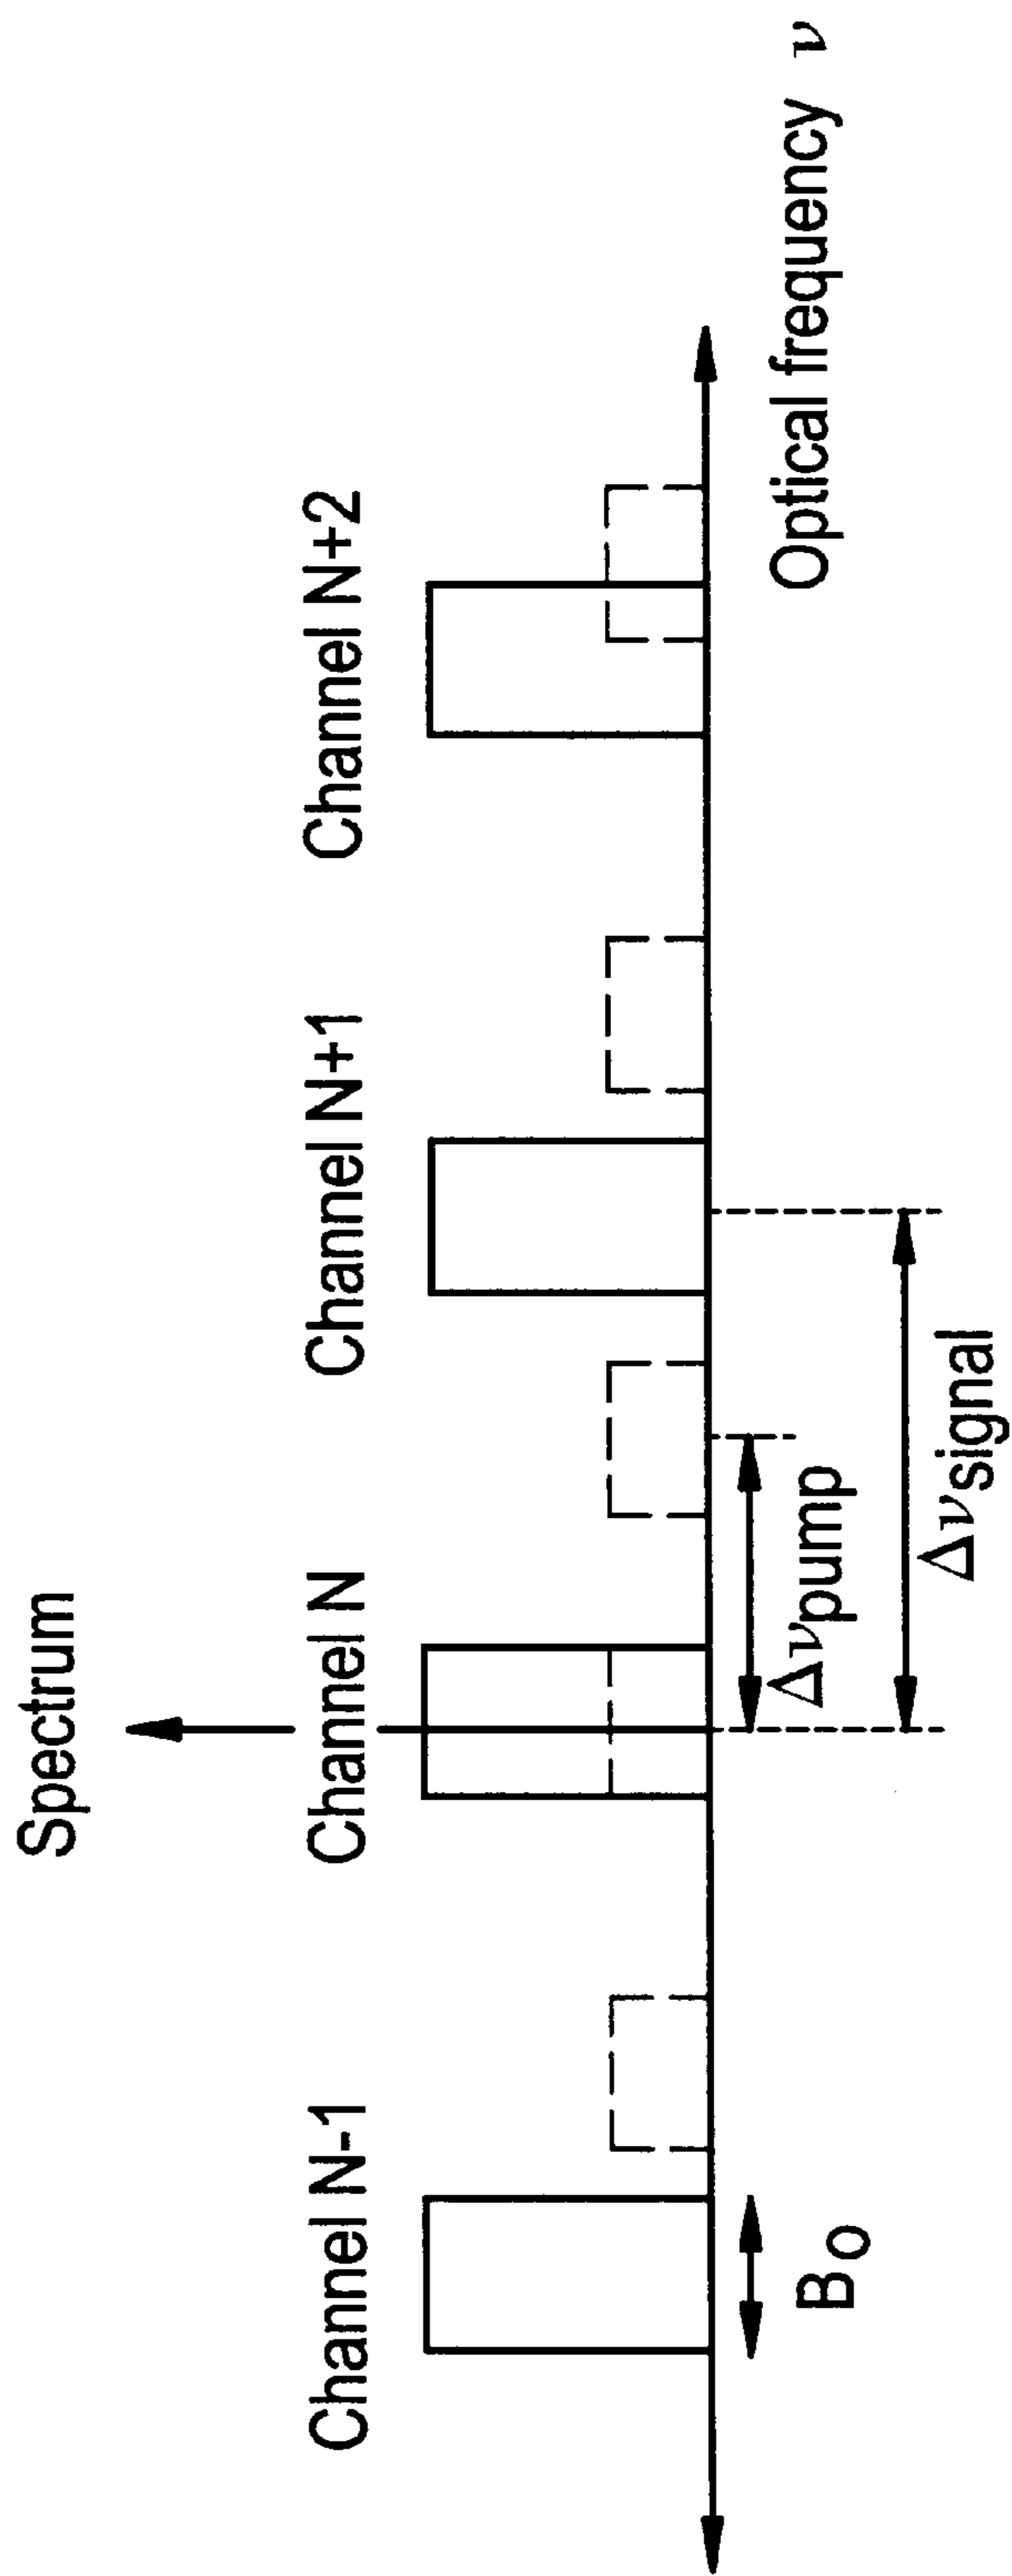 Spectrum
Channel N-1
Channel N
Channel N+1
Channel N+2
B₀
Δνpump
Δνsignal
Optical frequency ν